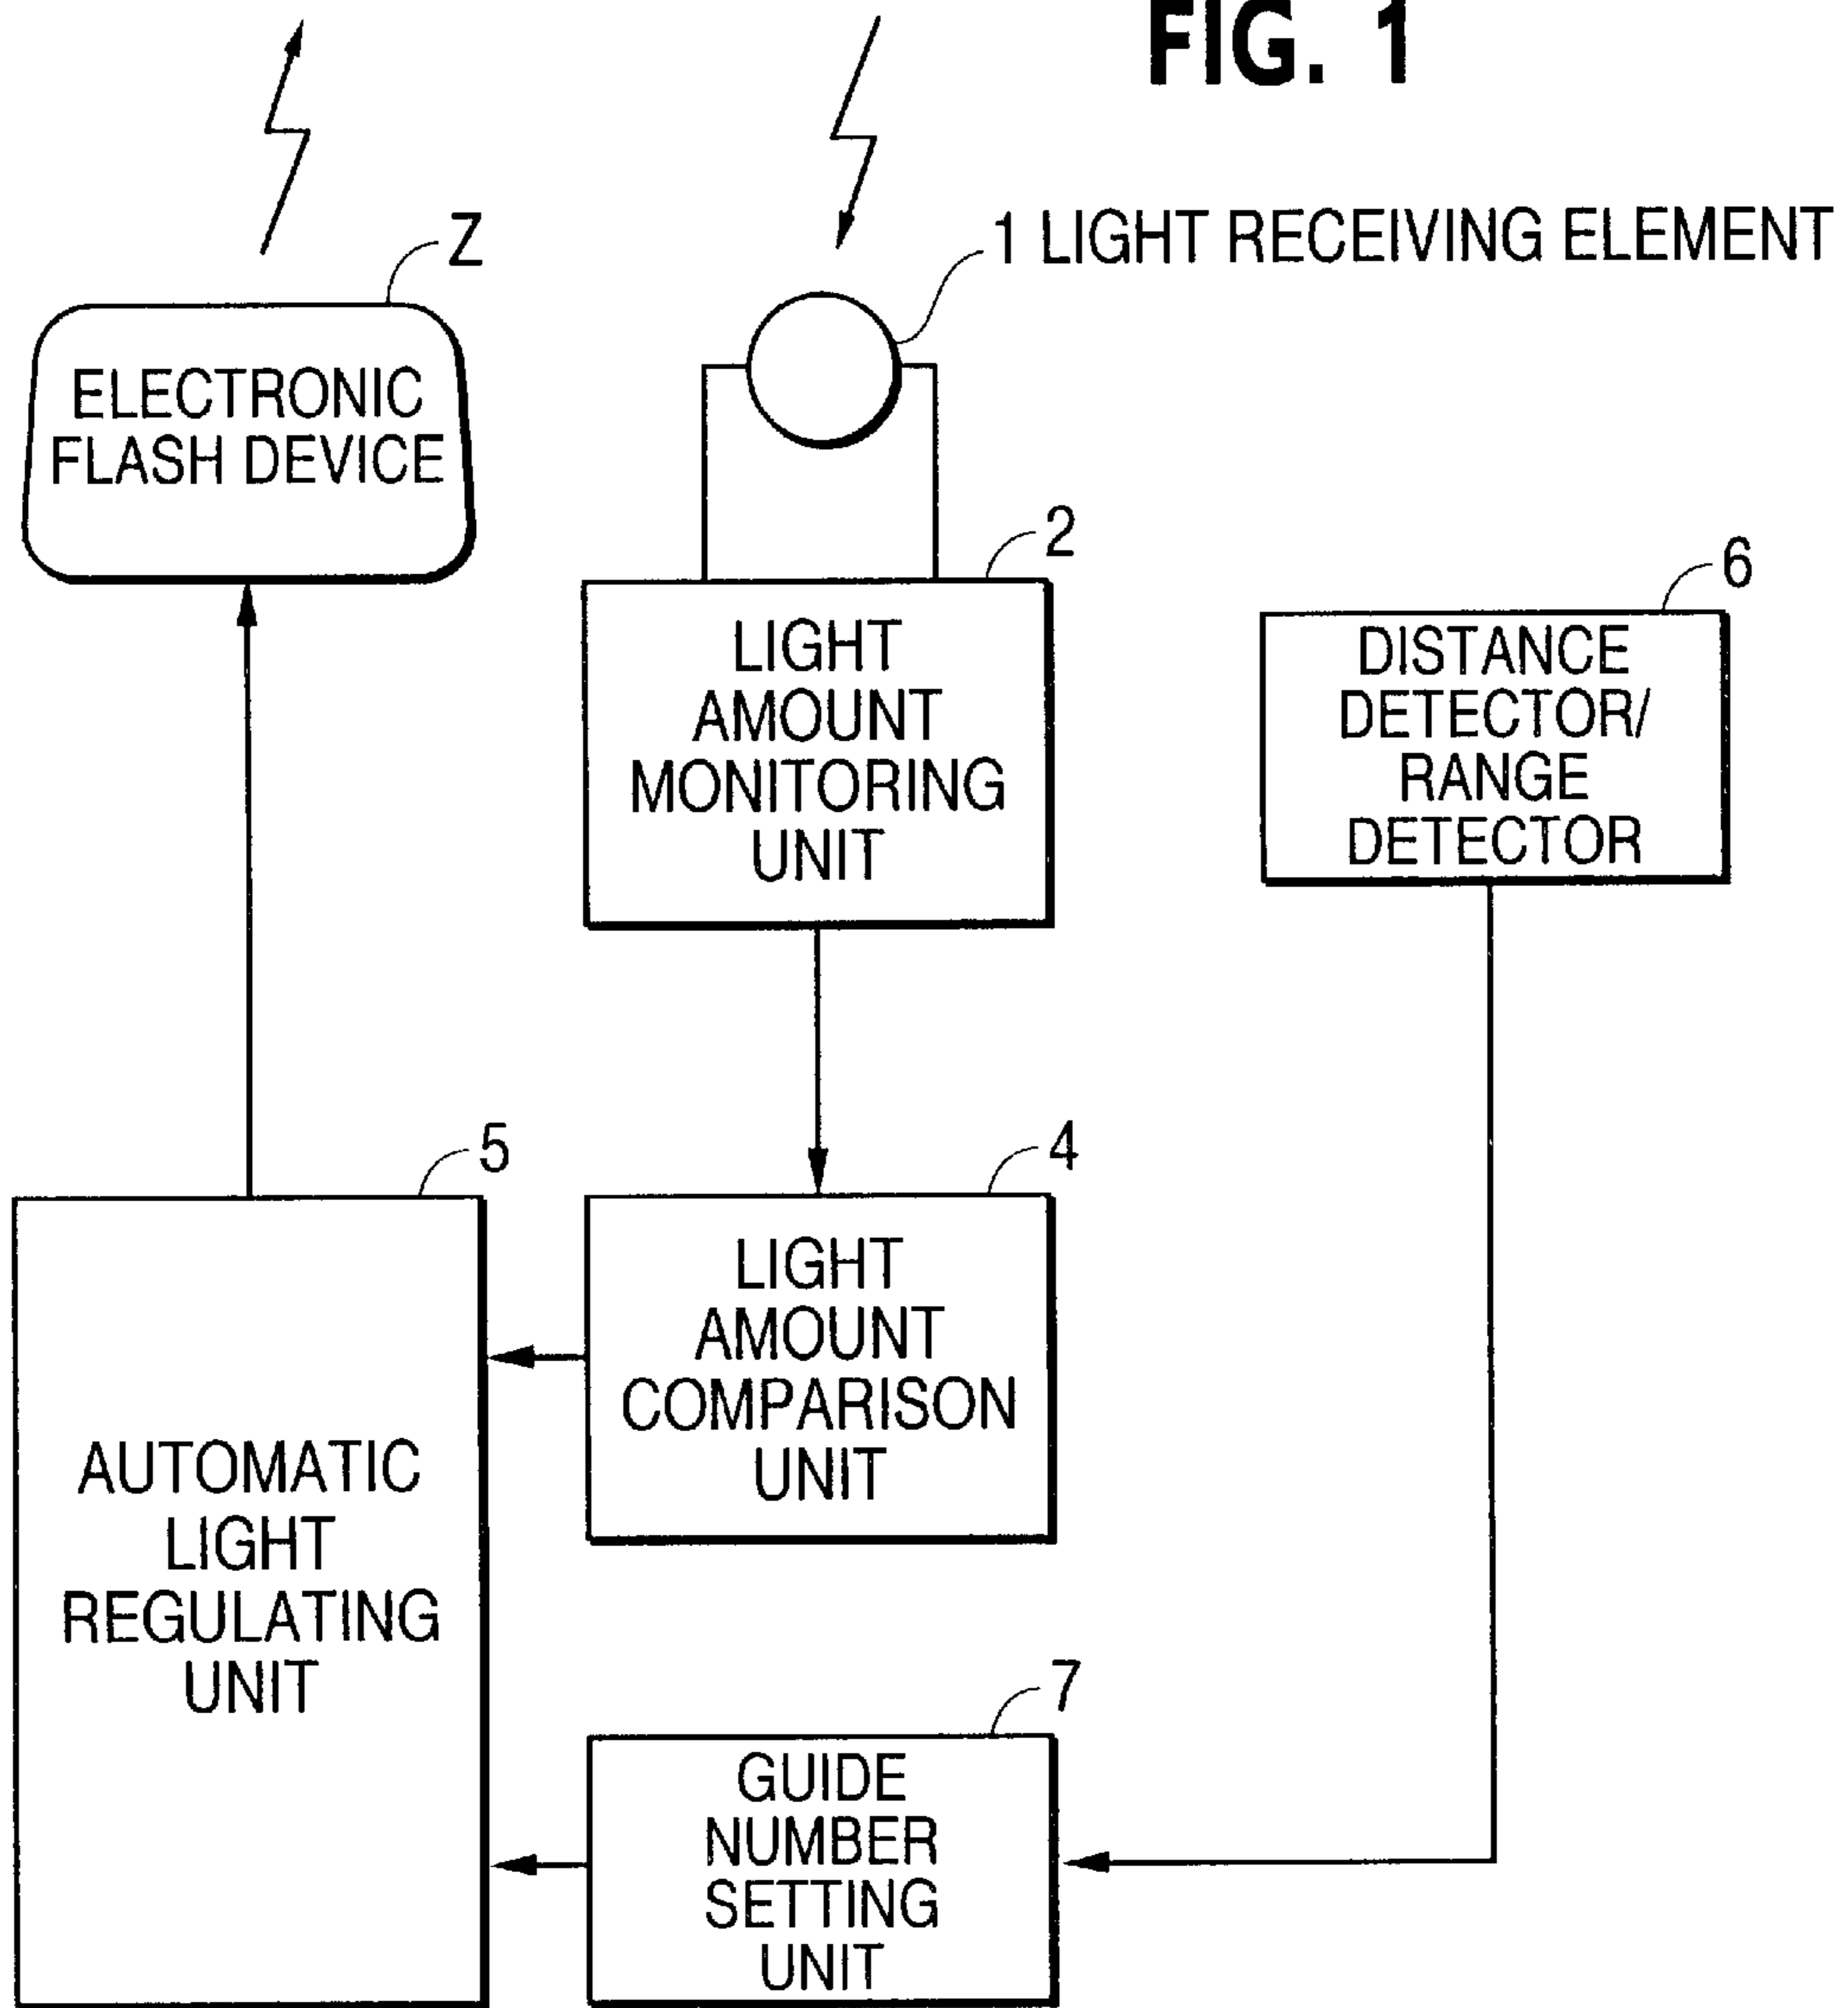 FIG. 1
Z
1 LIGHT RECEIVING ELEMENT
ELECTRONIC
FLASH DEVICE
2
LIGHT
AMOUNT
MONITORING
UNIT
6
DISTANCE
DETECTOR/
RANGE
DETECTOR
5
AUTOMATIC
LIGHT
REGULATING
UNIT
4
LIGHT
AMOUNT
COMPARISON
UNIT
7
GUIDE
NUMBER
SETTING
UNIT